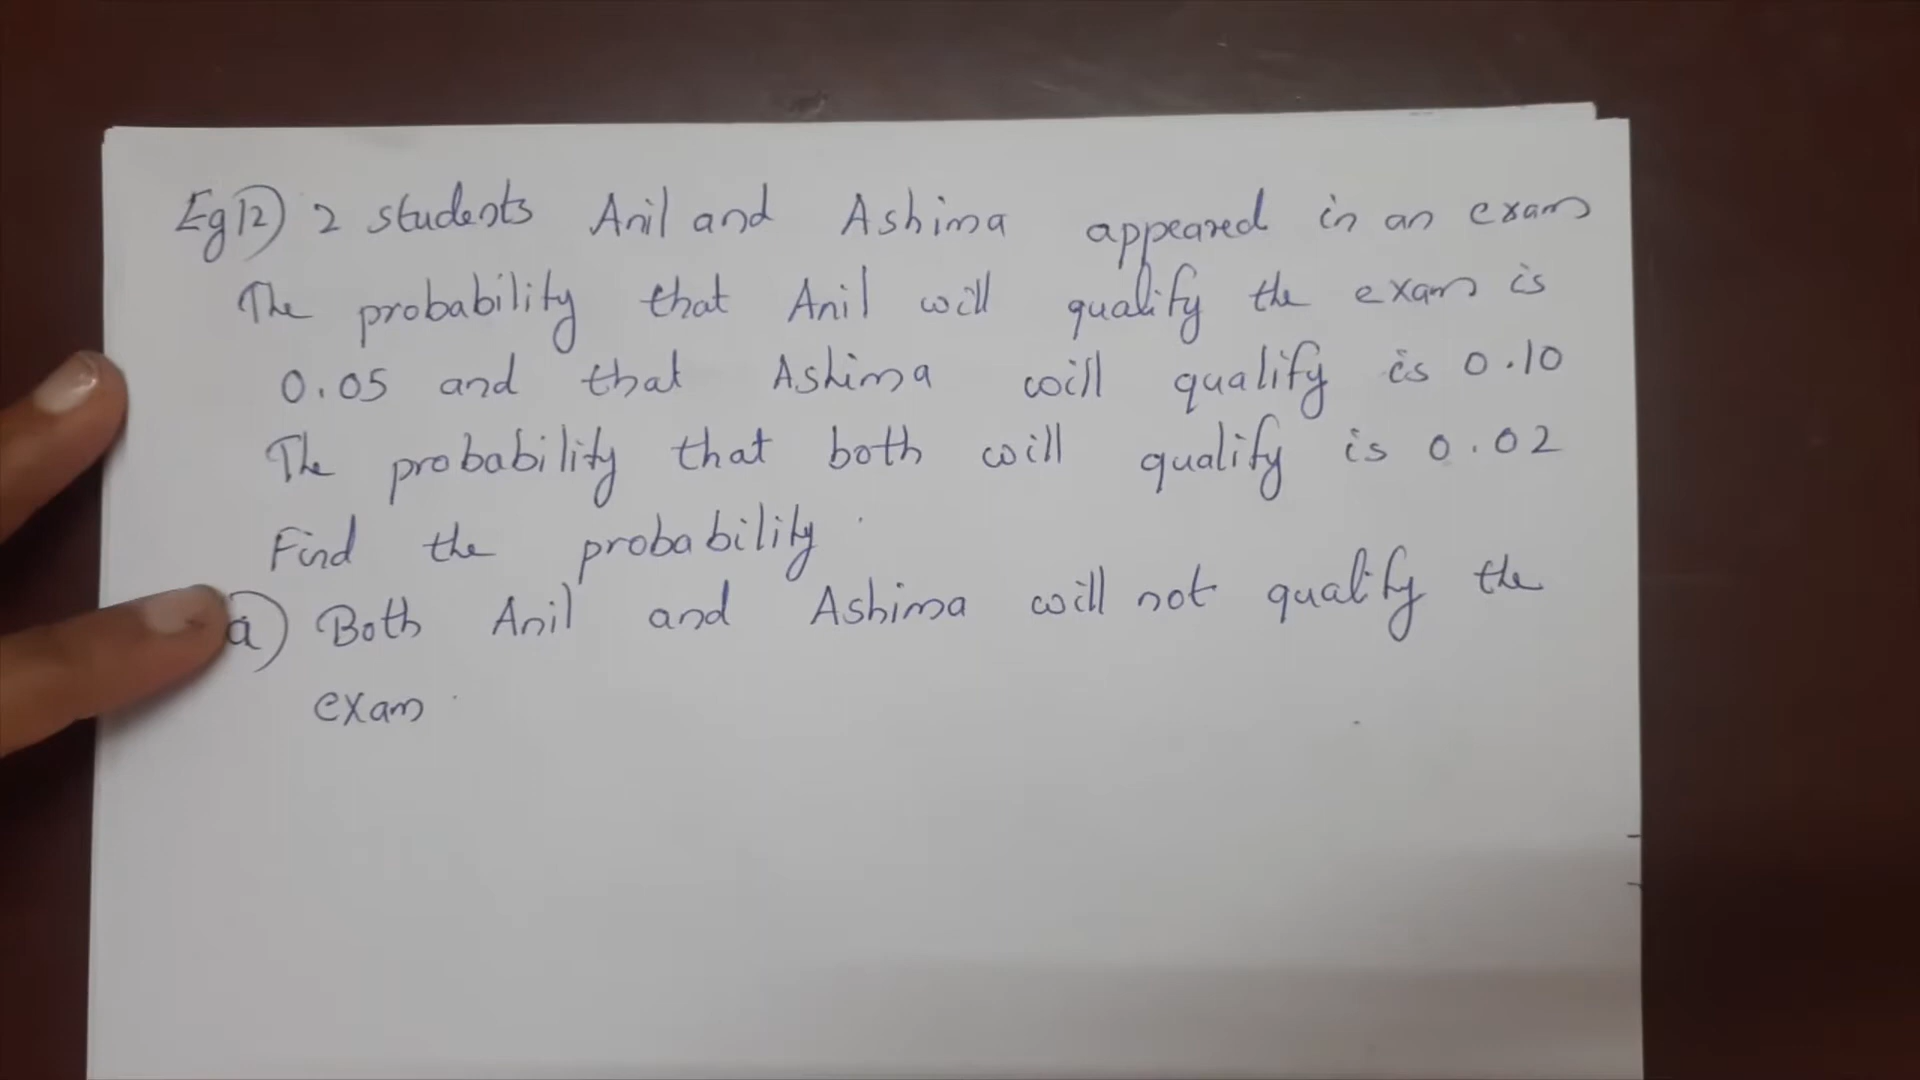 Eg 12) 2 students Anil and Ashima appeared in an exam
The probability that Anil will qualify the exam is
0.05 and that Ashima will qualify is 0.10
The probability that both will qualify is 0.02
Find the probability
a) Both Anil and Ashima will not qualify the
exam